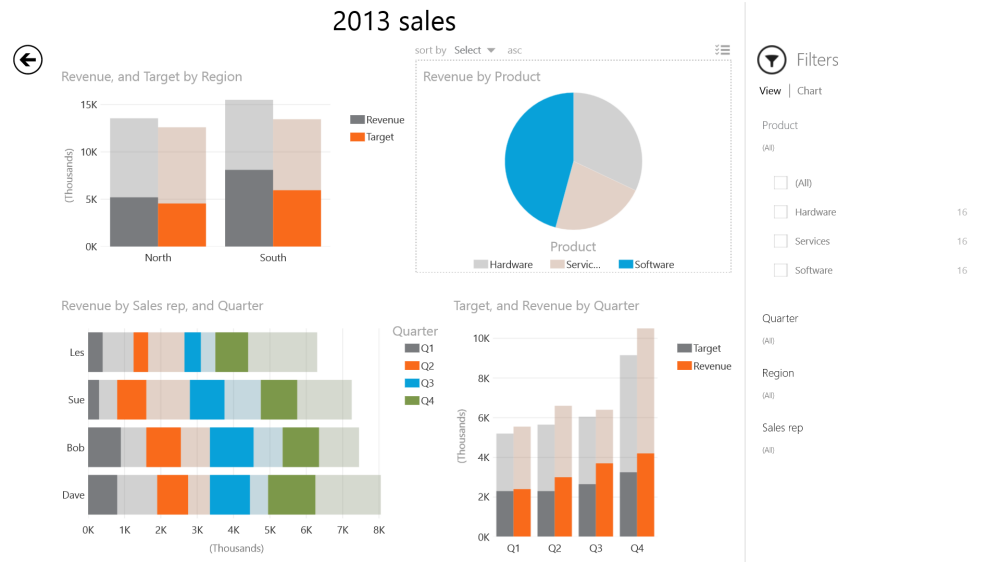 2013 sales
sort by Select asc
Revenue, and Target by Region
15K
10K
5K
0K
(Thousands)
North South
Revenue
Target
Revenue by Product
Product
Hardware Servic... Software
Revenue by Sales rep, and Quarter
Les
Sue
Bob
Dave
0K 1K 2K 3K 4K 5K 6K 7K 8K
(Thousands)
Quarter
Q1
Q2
Q3
Q4
Target, and Revenue by Quarter
10K
8K
6K
4K
2K
0K
(Thousands)
Q1 Q2 Q3 Q4
Target
Revenue
Filters
View Chart
Product
(All)
(All)
Hardware 16
Services 16
Software 16
Quarter
(All)
Region
(All)
Sales rep
(All)